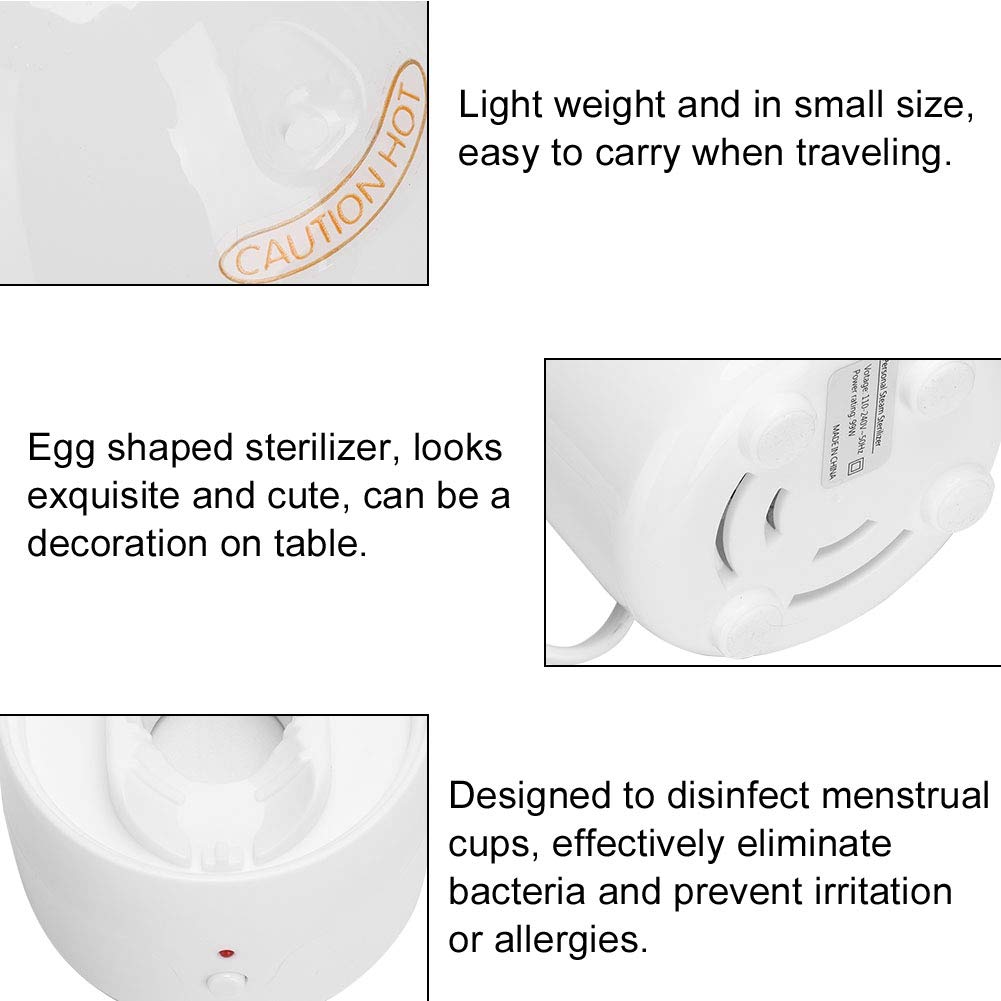 CAUTION HOT
Light weight and in small size,
easy to carry when traveling.
Egg shaped sterilizer, looks
exquisite and cute, can be a
decoration on table.
Personal Steam Sterilizer
Votage: 110-240V~50Hz
Power rating: 99W
MADE IN CHINA
Designed to disinfect menstrual
cups, effectively eliminate
bacteria and prevent irritation
or allergies.